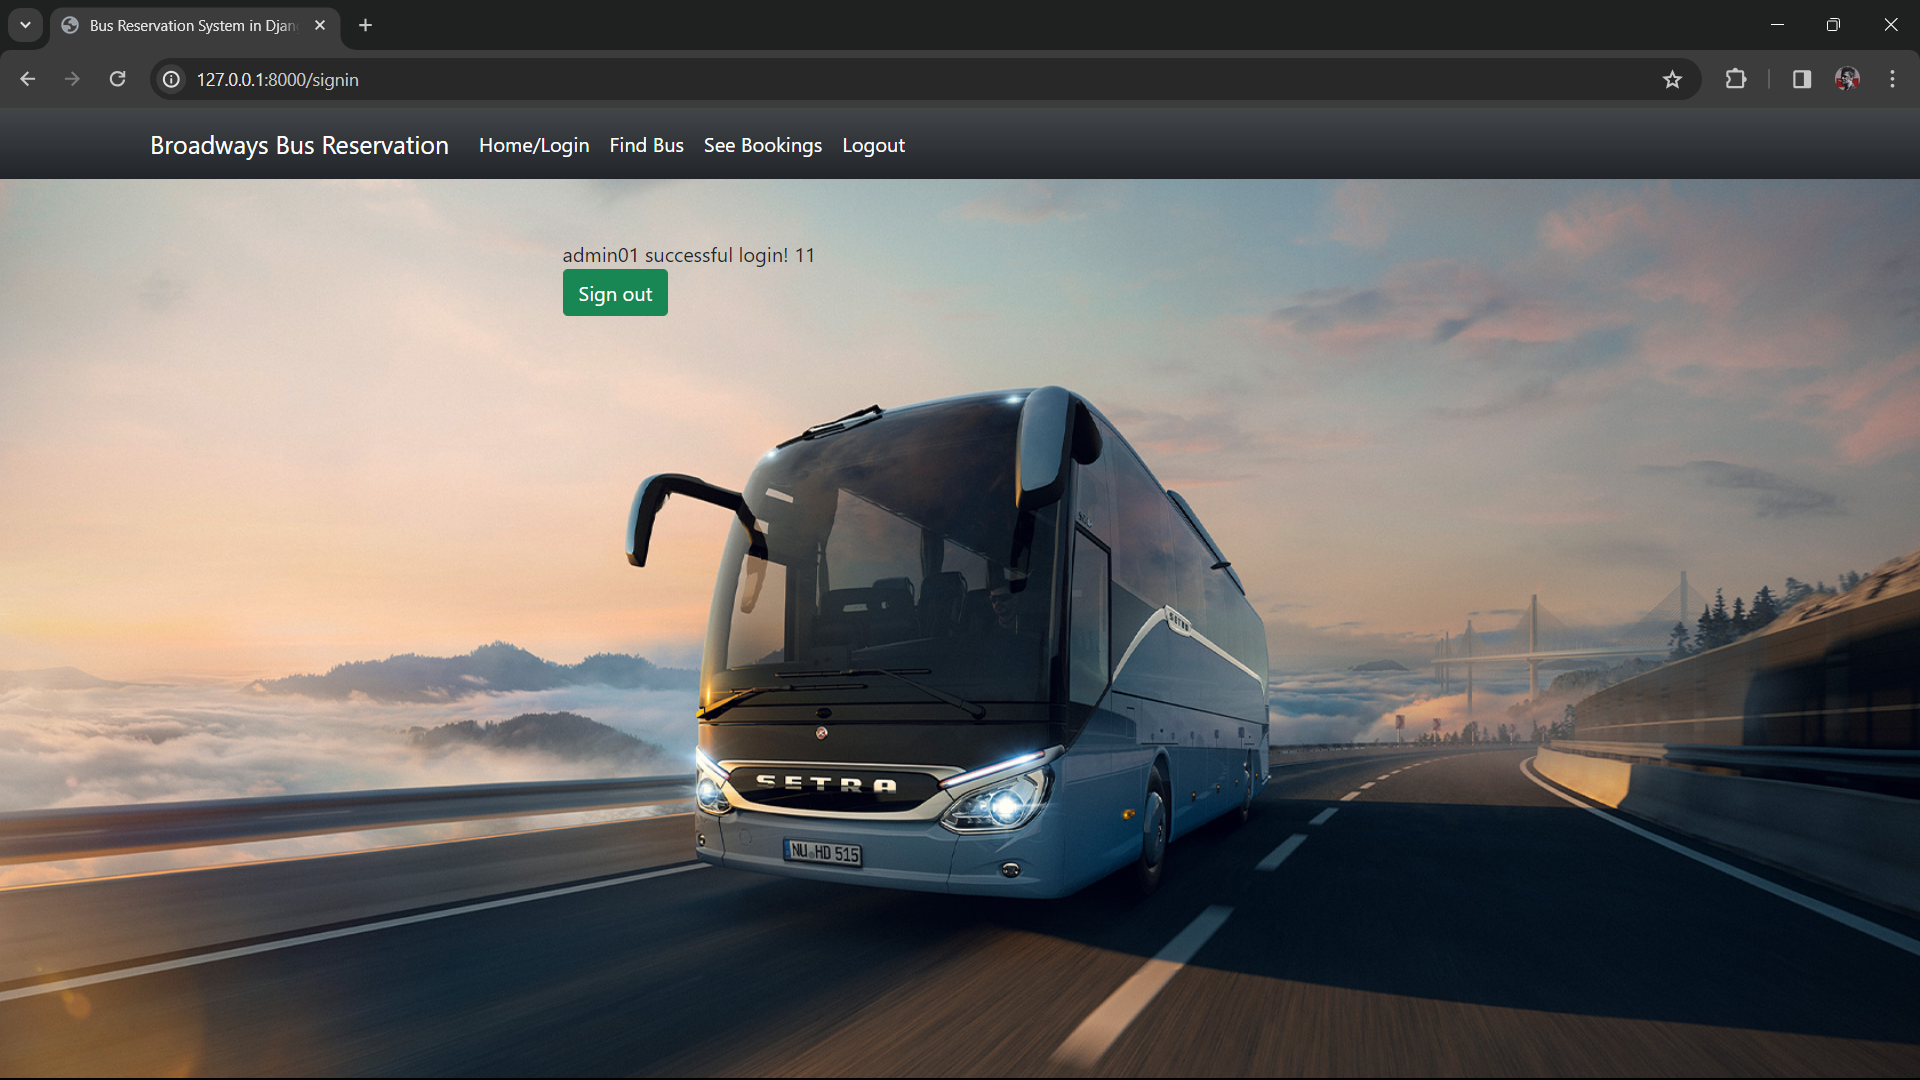 Bus Reservation System in Djan
127.0.0.1:8000/signin
Broadways Bus Reservation Home/Login Find Bus See Bookings Logout
admin01 successful login! 11
Sign out
SETRA
SETRA
NU HD 515